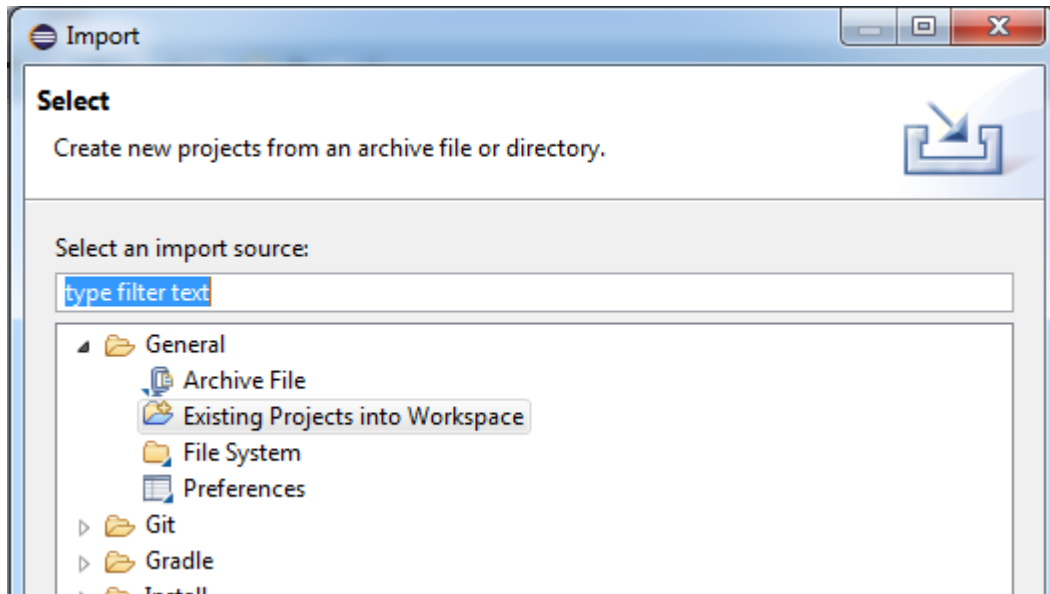 Import
Select
Create new projects from an archive file or directory.
Select an import source:
type filter text
General
Archive File
Existing Projects into Workspace
File System
Preferences
Git
Gradle
Install